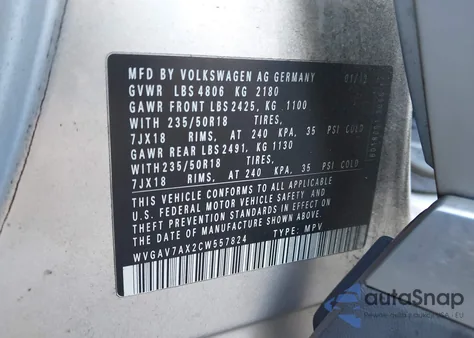 MFD BY VOLKSWAGEN AG GERMANY
GVWR LBS 4806 KG 2180
GAWR FRONT LBS 2425, KG 1100
WITH 235/50R18 TIRES,
7JX18 RIMS, AT 240 KPA, 35 PSI COLD
GAWR REAR LBS 2491, KG 1130
WITH 235/50R18 TIRES,
7JX18 RIMS, AT 240 KPA, 35 PSI COLD
THIS VEHICLE CONFORMS TO ALL APPLICABLE
U.S. FEDERAL MOTOR VEHICLE SAFETY AND
THEFT PREVENTION STANDARDS IN EFFECT ON
THE DATE OF MANUFACTURE SHOWN ABOVE.
WVGAV7AX2CW557824 TYPE: MPV
autoSnap